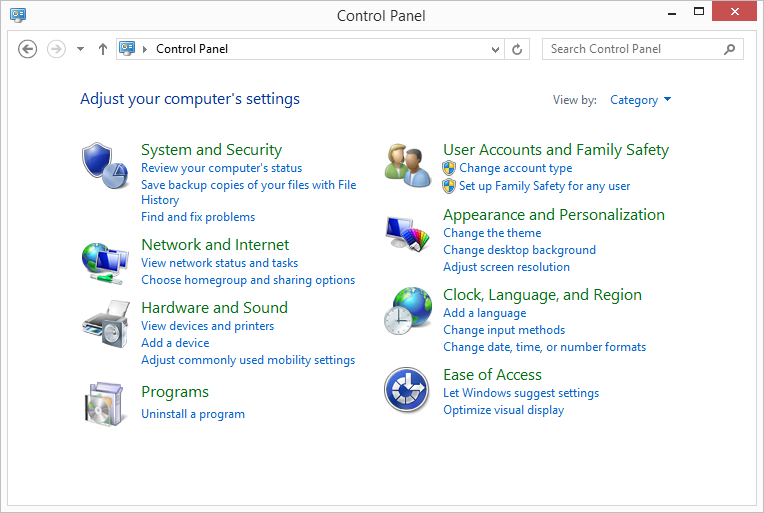 Control Panel
Control Panel
Search Control Panel
Adjust your computer's settings
View by: Category
System and Security
Review your computer's status
Save backup copies of your files with File
History
Find and fix problems
Network and Internet
View network status and tasks
Choose homegroup and sharing options
Hardware and Sound
View devices and printers
Add a device
Adjust commonly used mobility settings
Programs
Uninstall a program
User Accounts and Family Safety
Change account type
Set up Family Safety for any user
Appearance and Personalization
Change the theme
Change desktop background
Adjust screen resolution
Clock, Language, and Region
Add a language
Change input methods
Change date, time, or number formats
Ease of Access
Let Windows suggest settings
Optimize visual display